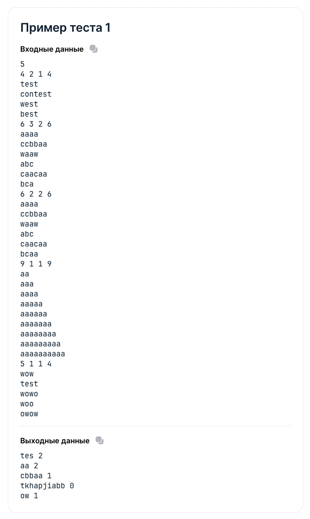 Пример теста 1
Входные данные
5
4 2 1 4
test
contest
west
best
6 3 2 6
aaaa
ccbbaa
waaw
abc
caacaa
bca
6 2 2 6
aaaa
ccbbaa
waaw
abc
caacaa
bcaa
9 1 1 9
aa
aaa
aaaa
aaaaa
aaaaaa
aaaaaaa
aaaaaaaa
aaaaaaaaa
aaaaaaaaaa
5 1 1 4
wow
test
wowo
woo
owow
Выходные данные
tes 2
aa 2
cbbaa 1
tkhapjiabb 0
ow 1